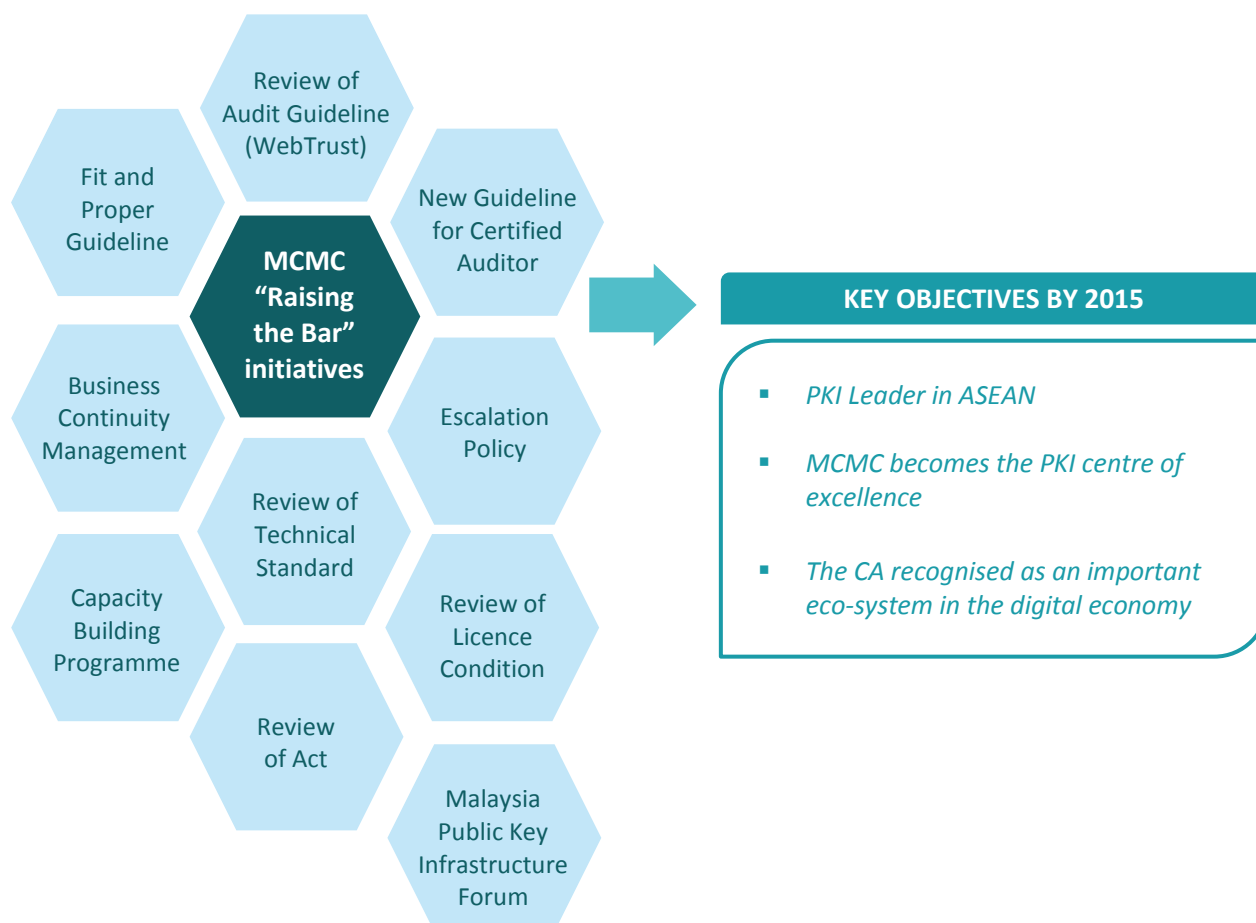 Review of
Audit Guideline
(WebTrust)
Fit and
Proper
Guideline
New Guideline
for Certified
Auditor
MCMC
“Raising
the Bar”
initiatives
Business
Continuity
Management
Escalation
Policy
Review of
Technical
Standard
Capacity
Building
Programme
Review of
Licence
Condition
Review
of Act
Malaysia
Public Key
Infrastructure
Forum
KEY OBJECTIVES BY 2015
▪ PKI Leader in ASEAN
▪ MCMC becomes the PKI centre of
excellence
▪ The CA recognised as an important
eco-system in the digital economy